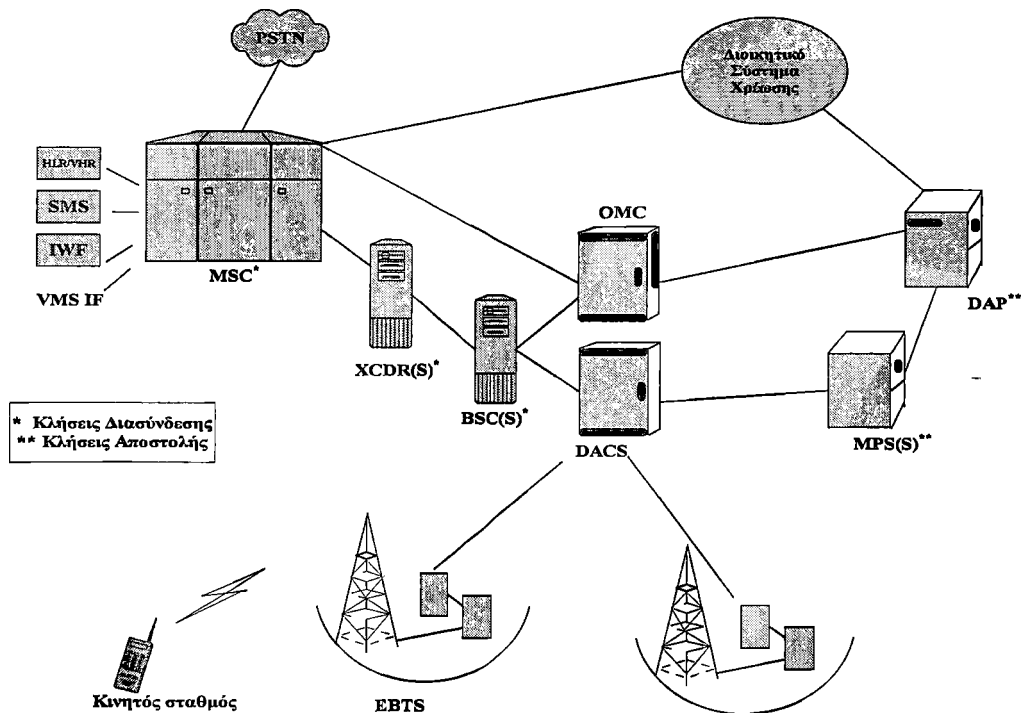 PSTN
Διοικητικό
Σύστημα
Χρέωσης
HLR/VHR
SMS
IWF
VMS IF
MSC*
OMC
DAP**
XCDR(S)*
BSC(S)*
DACS
MPS(S)**
* Κλήσεις Διασύνδεσης
** Κλήσεις Αποστολής
Κινητός σταθμός
EBTS